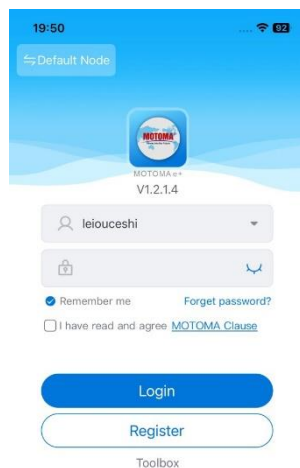 19:50
92
Default Node
MOTOMA
MOTOMA e+
V1.2.1.4
leiouceshi
Remember me
Forget password?
I have read and agree MOTOMA Clause
Login
Register
Toolbox